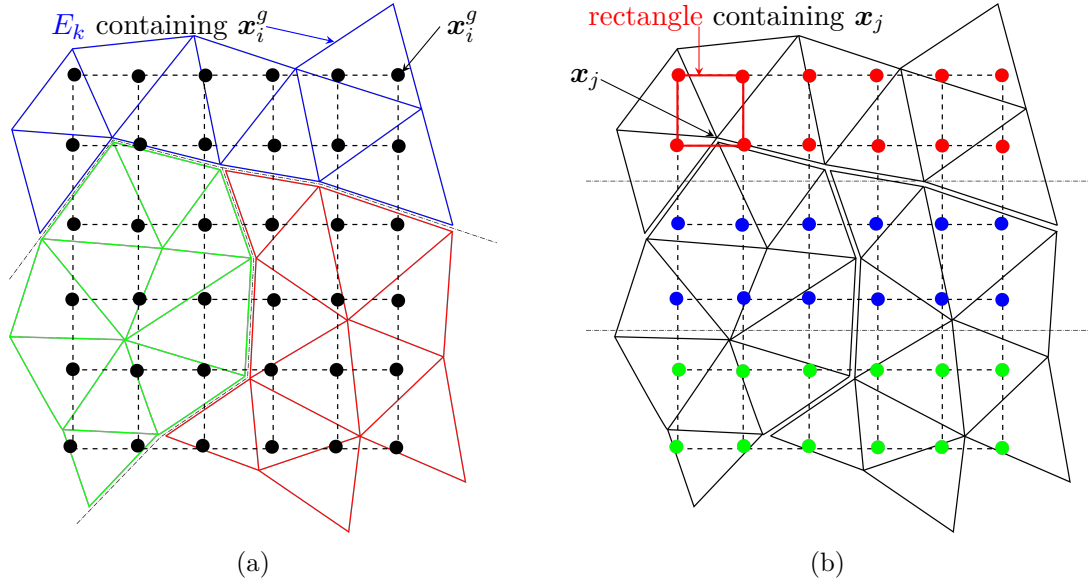 E_k containing x_i^g
x_i^g
rectangle containing x_j
x_j
(a)
(b)